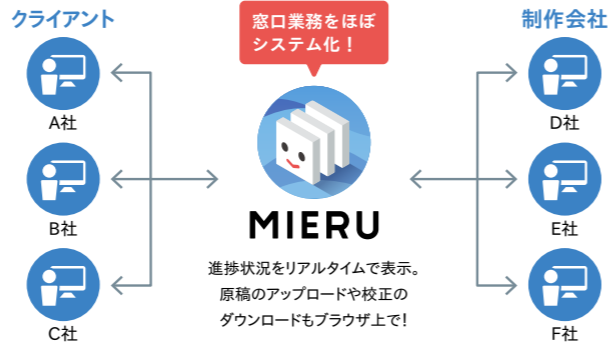 クライアント
窓口業務をほぼ
システム化！
制作会社
A社
B社
C社
MIERU
進捗状況をリアルタイムで表示。
原稿のアップロードや校正の
ダウンロードもブラウザ上で！
D社
E社
F社